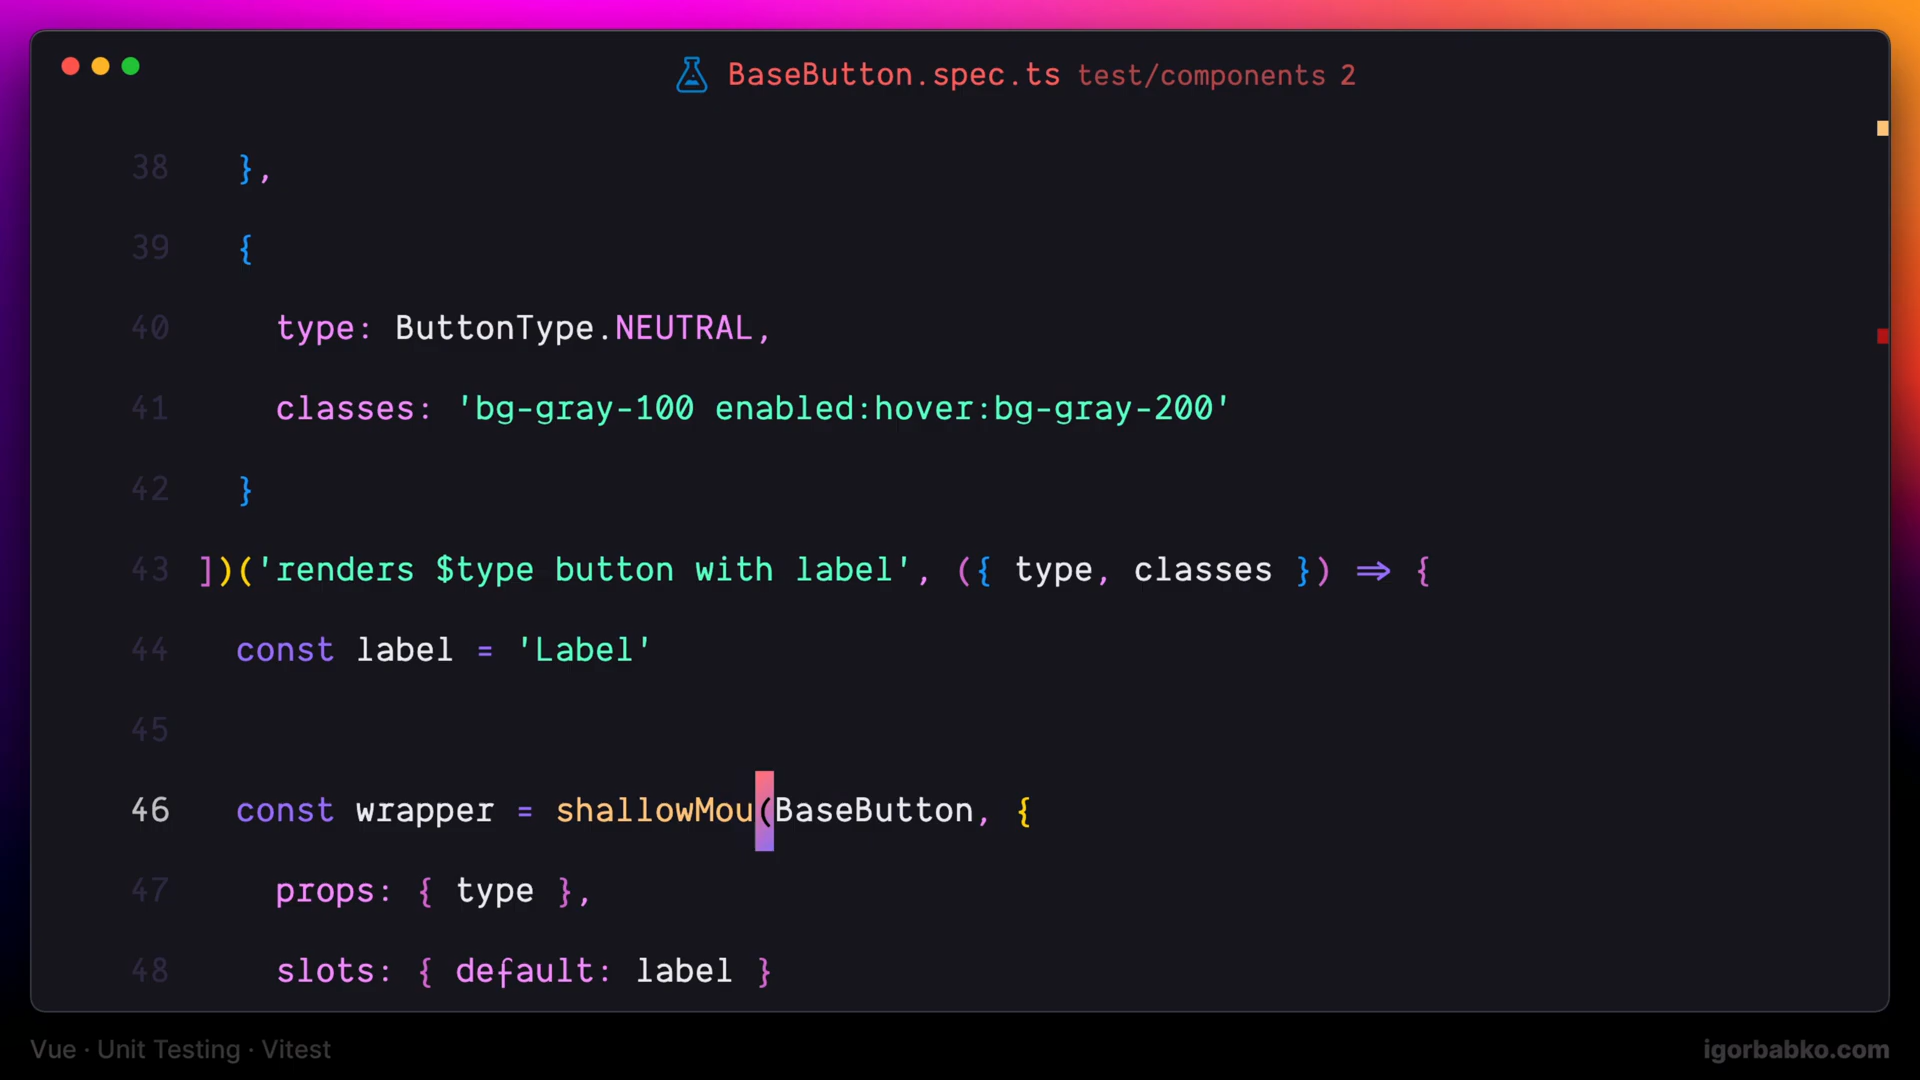 BaseButton.spec.ts test/components 2
38 },
39 {
40 type: ButtonType.NEUTRAL,
41 classes: 'bg-gray-100 enabled:hover:bg-gray-200'
42 }
43 ])('renders $type button with label', ({ type, classes }) => {
44 const label = 'Label'
45
46 const wrapper = shallowMou(BaseButton, {
47 props: { type },
48 slots: { default: label }
Vue · Unit Testing · Vitest
igorbabko.com